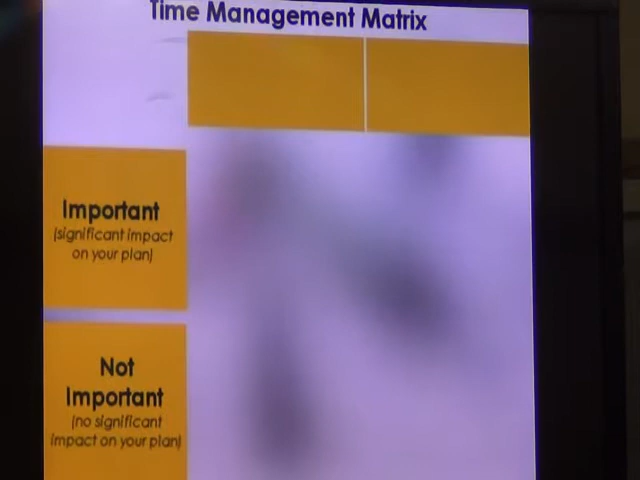 Time Management Matrix
Important
(significant impact
on your plan)
Not
Important
(no significant
impact on your plan)